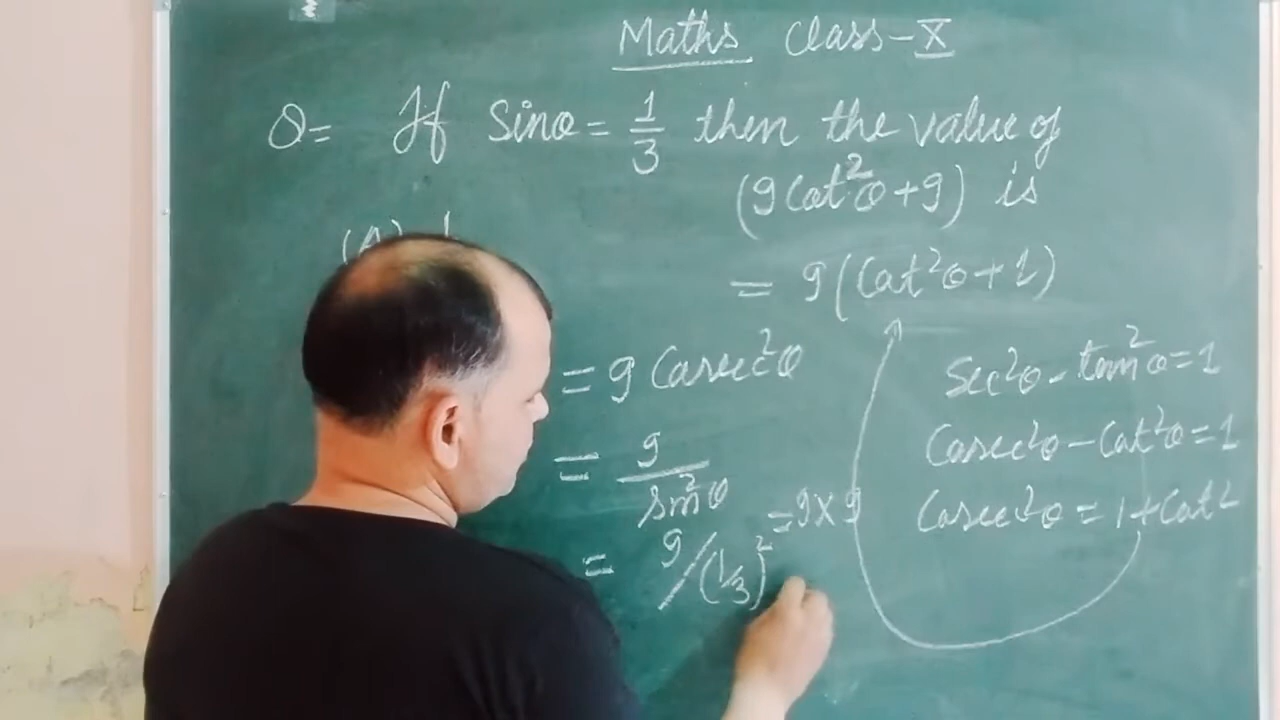 Maths Class-X
Q= If Sinθ = 1/3 then the value of
(9 Cot²θ+9) is
(A) 1
= 9(Cot²θ+1)
= 9 Cosec²θ
= 9/sin²θ = 9×9
= 9/(1/3)²
Sec²θ - tan²θ = 1
Cosec²θ - Cot²θ = 1
Cosec²θ = 1 + Cot²